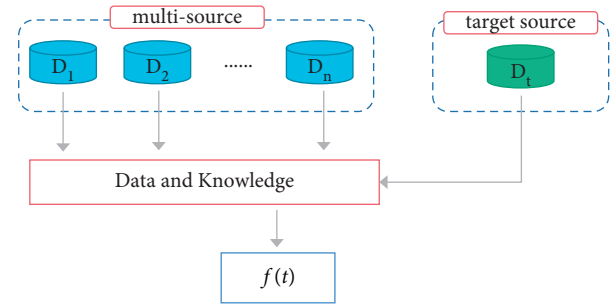 multi-source
target source
D1
D2
......
Dn
Dt
Data and Knowledge
f(t)